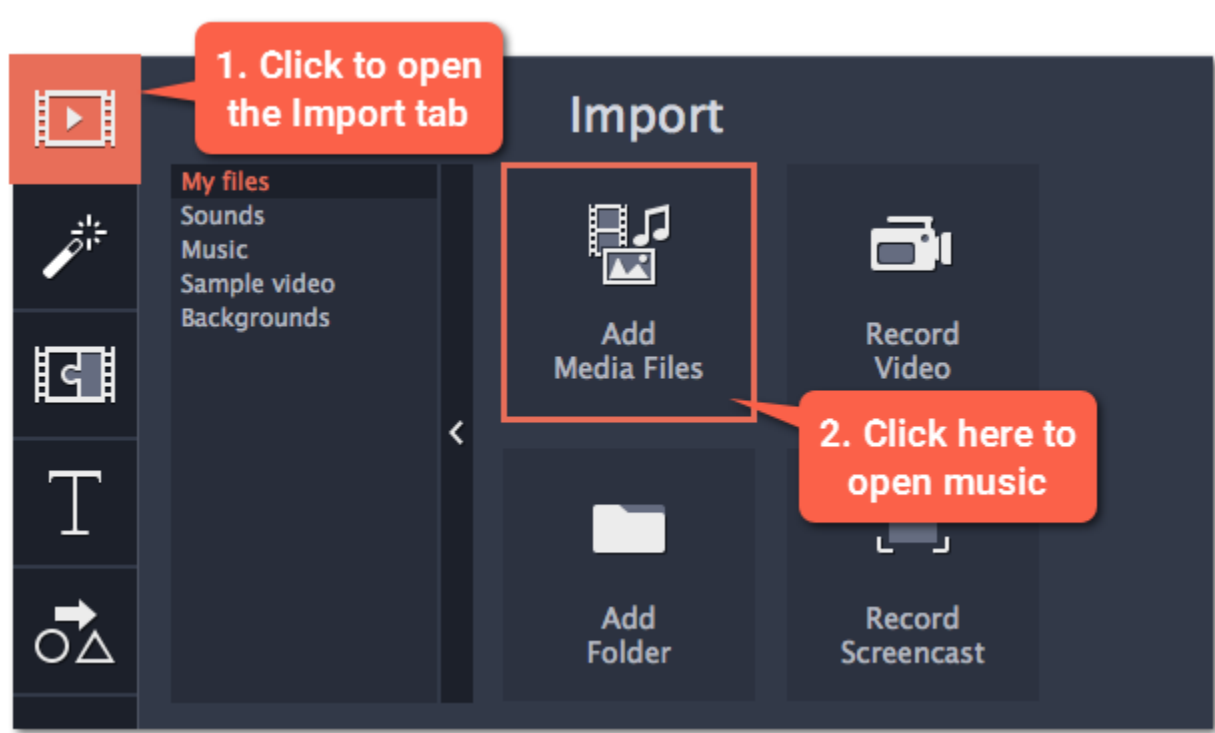 1. Click to open
the Import tab
Import
My files
Sounds
Music
Sample video
Backgrounds
Add
Media Files
Record
Video
2. Click here to
open music
Add
Folder
Record
Screencast